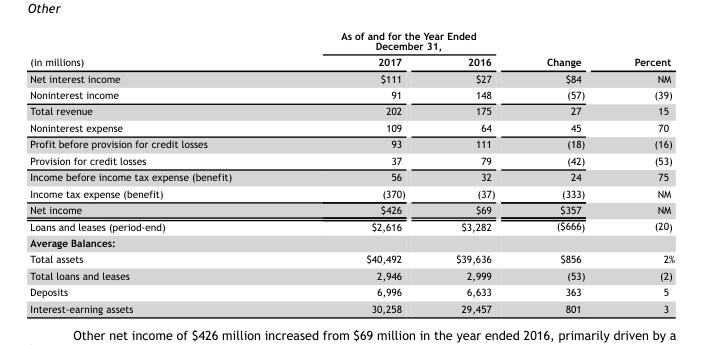 Other
As of and for the Year Ended
December 31,
(in millions) 2017 2016 Change Percent
Net interest income $111 $27 $84 NM
Noninterest income 91 148 (57) (39)
Total revenue 202 175 27 15
Noninterest expense 109 64 45 70
Profit before provision for credit losses 93 111 (18) (16)
Provision for credit losses 37 79 (42) (53)
Income before income tax expense (benefit) 56 32 24 75
Income tax expense (benefit) (370) (37) (333) NM
Net income $426 $69 $357 NM
Loans and leases (period-end) $2,616 $3,282 ($666) (20)
Average Balances:
Total assets $40,492 $39,636 $856 2%
Total loans and leases 2,946 2,999 (53) (2)
Deposits 6,996 6,633 363 5
Interest-earning assets 30,258 29,457 801 3
Other net income of $426 million increased from $69 million in the year ended 2016, primarily driven by a